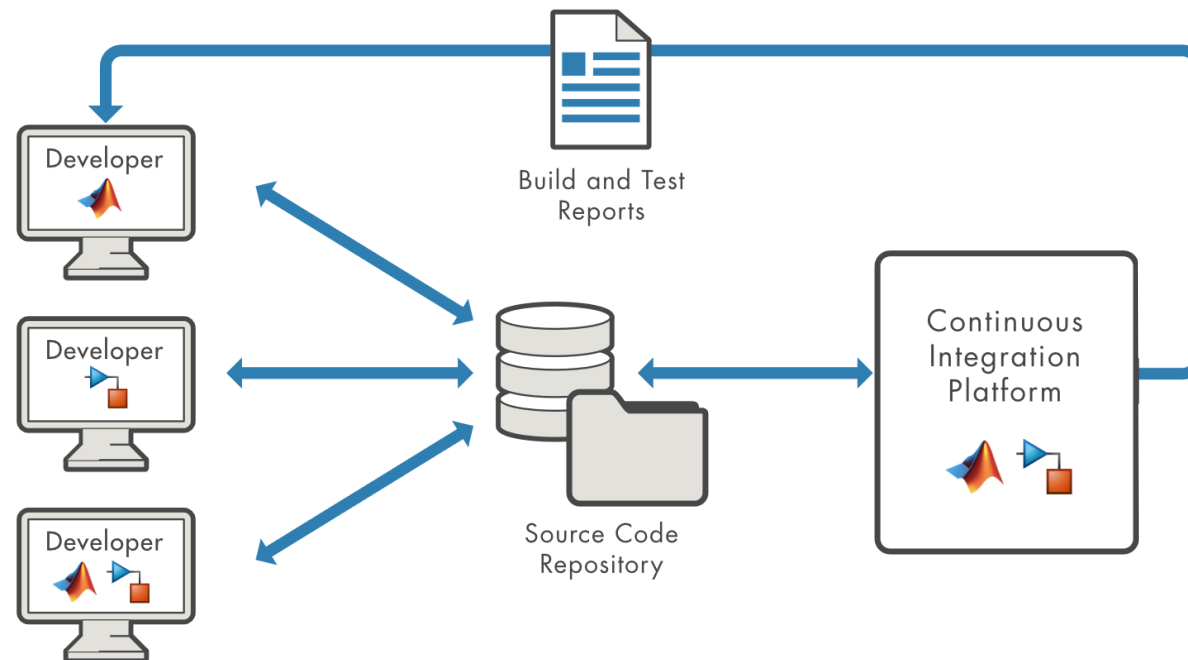 Build and Test
Reports
Developer
Developer
Developer
Source Code
Repository
Continuous
Integration
Platform